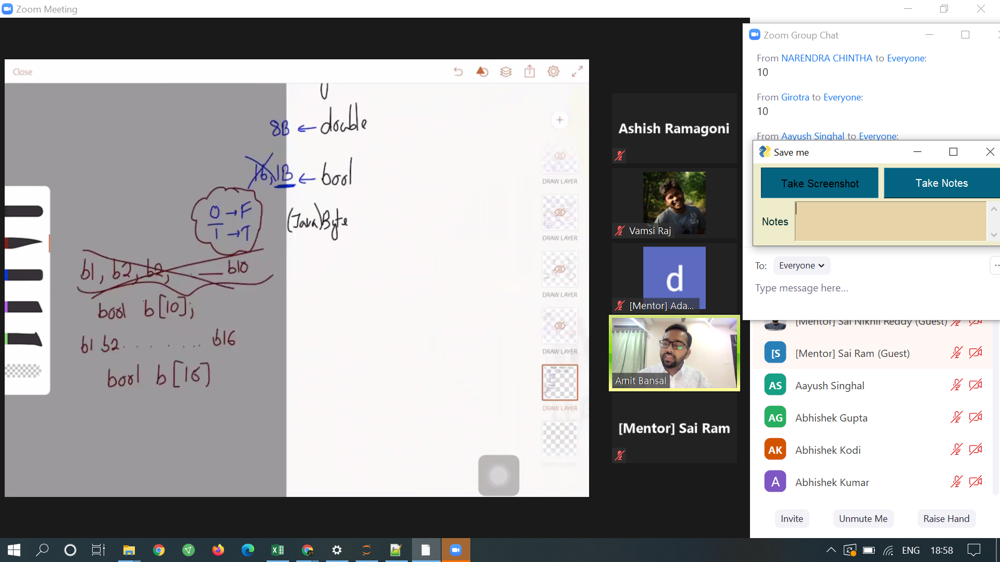 Zoom Meeting
Close
8B ← double
1b, 1B ← bool
0 → F
1 → T
(Java) Byte
b1, b2, b2, . — b10
bool b[10];
b1 b2 . . . . . . . . b16
bool b[16]
DRAW LAYER
DRAW LAYER
DRAW LAYER
DRAW LAYER
DRAW LAYER
Ashish Ramagoni
Vamsi Raj
d
[Mentor] Ada...
Amit Bansal
[Mentor] Sai Ram
Zoom Group Chat
From NARENDRA CHINTHA to Everyone:
10
From Girotra to Everyone:
10
From Aayush Singhal to Everyone:
Save me
Take Screenshot
Take Notes
Notes
To: Everyone
Type message here...
[Mentor] Sai Nikhil Reddy (Guest)
[S [Mentor] Sai Ram (Guest)
AS Aayush Singhal
AG Abhishek Gupta
AK Abhishek Kodi
A Abhishek Kumar
Invite Unmute Me Raise Hand
ENG 18:58